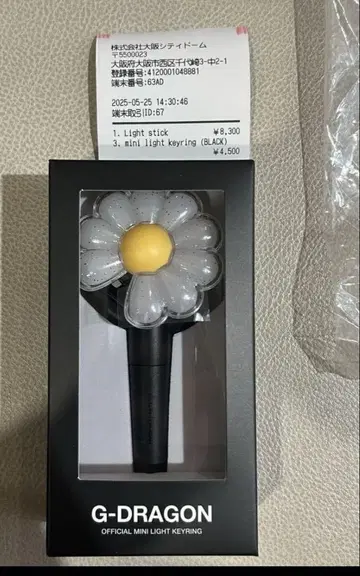 株式会社大阪シティドーム
〒5500023
大阪府大阪市西区千代崎3-中2-1
登録番号:4120001048881
端末番号:63AD
2025-05-25 14:30:46
端末取引ID:67
1. Light stick ¥8,300
3. mini light keyring (BLACK)
¥4,500
G-DRAGON
OFFICIAL MINI LIGHT KEYRING